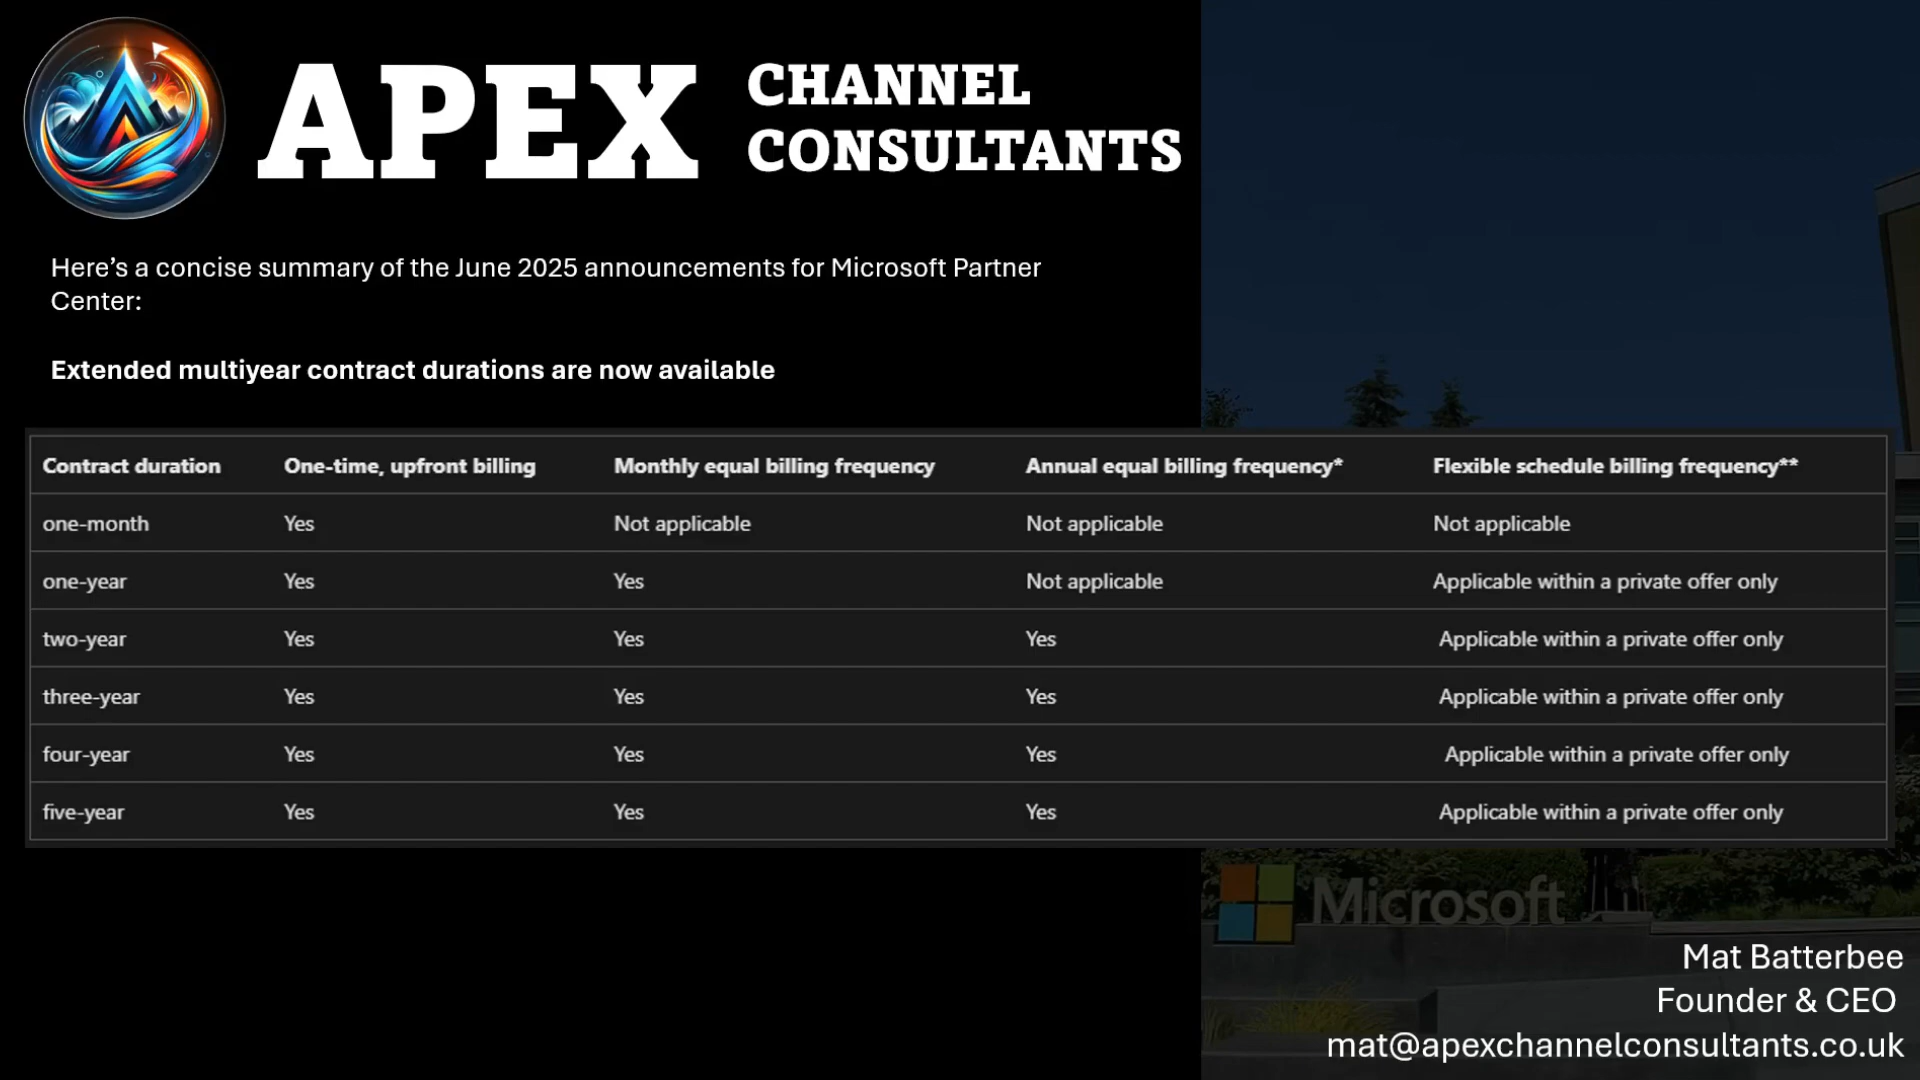 APEX
CHANNEL
CONSULTANTS
Here’s a concise summary of the June 2025 announcements for Microsoft Partner
Center:
Extended multiyear contract durations are now available
Contract duration One-time, upfront billing Monthly equal billing frequency Annual equal billing frequency* Flexible schedule billing frequency**
one-month Yes Not applicable Not applicable Not applicable
one-year Yes Yes Not applicable Applicable within a private offer only
two-year Yes Yes Yes Applicable within a private offer only
three-year Yes Yes Yes Applicable within a private offer only
four-year Yes Yes Yes Applicable within a private offer only
five-year Yes Yes Yes Applicable within a private offer only
Microsoft
Mat Batterbee
Founder & CEO
mat@apexchannelconsultants.co.uk